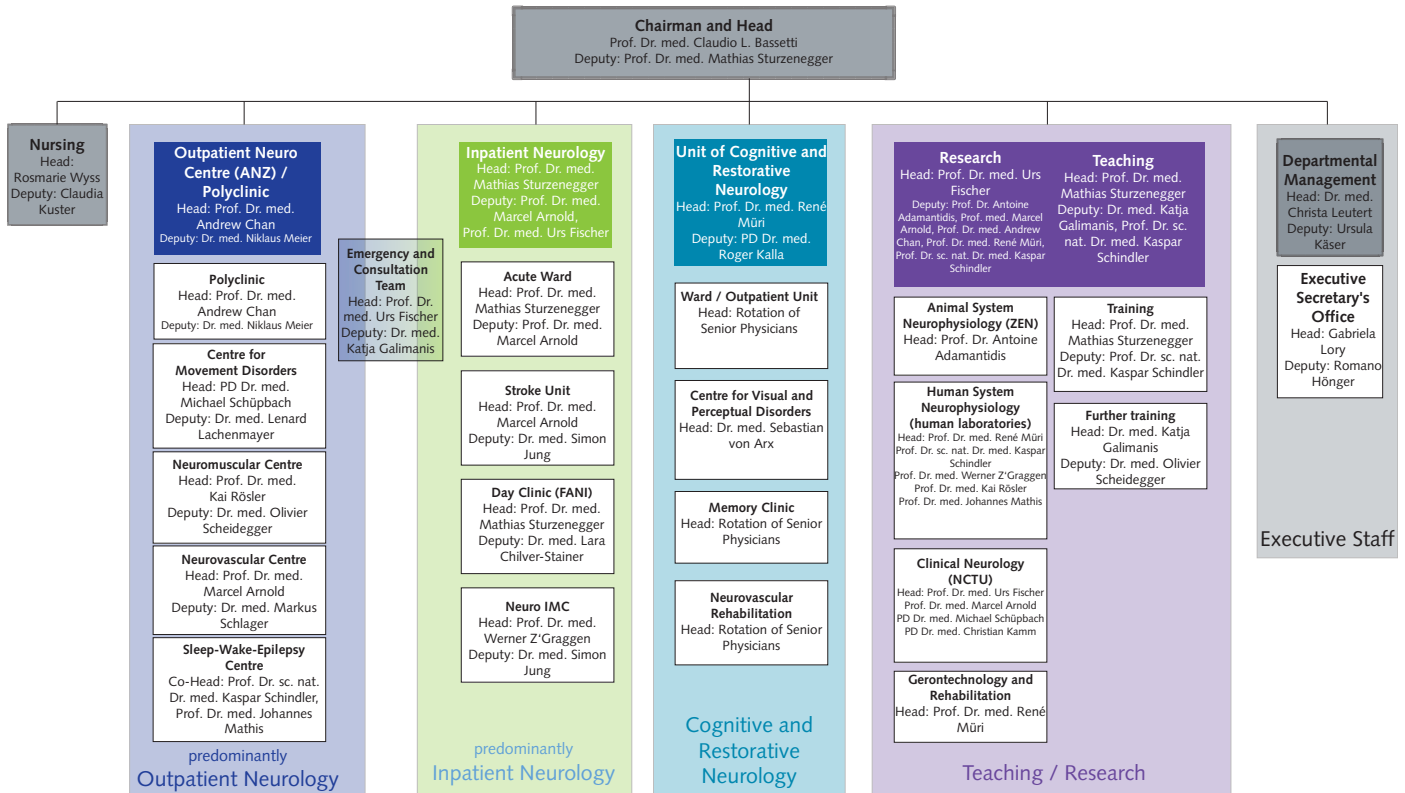 Chairman and Head
Prof. Dr. med. Claudio L. Bassetti
Deputy: Prof. Dr. med. Mathias Sturzenegger
Nursing
Head:
Rosmarie Wyss
Deputy: Claudia
Kuster
Outpatient Neuro
Centre (ANZ) /
Polyclinic
Head: Prof. Dr. med.
Andrew Chan
Deputy: Dr. med. Niklaus Meier
Polyclinic
Head: Prof. Dr. med.
Andrew Chan
Deputy: Dr. med. Niklaus Meier
Centre for
Movement Disorders
Head: PD Dr. med.
Michael Schüpbach
Deputy: Dr. med. Lenard
Lachenmayer
Neuromuscular Centre
Head: Prof. Dr. med.
Kai Rösler
Deputy: Dr. med. Olivier
Scheidegger
Neurovascular Centre
Head: Prof. Dr. med.
Marcel Arnold
Deputy: Dr. med. Markus
Schlager
Sleep-Wake-Epilepsy
Centre
Co-Head: Prof. Dr. sc. nat.
Dr. med. Kaspar Schindler,
Prof. Dr. med. Johannes
Mathis
predominantly
Outpatient Neurology
Emergency and
Consultation
Team
Head: Prof. Dr.
med. Urs Fischer
Deputy: Dr. med.
Katja Galimanis
Inpatient Neurology
Head: Prof. Dr. med.
Mathias Sturzenegger
Deputy: Prof. Dr. med.
Marcel Arnold,
Prof. Dr. med. Urs Fischer
Acute Ward
Head: Prof. Dr. med.
Mathias Sturzenegger
Deputy: Prof. Dr. med.
Marcel Arnold
Stroke Unit
Head: Prof. Dr. med.
Marcel Arnold
Deputy: Dr. med. Simon
Jung
Day Clinic (FANI)
Head: Prof. Dr. med.
Mathias Sturzenegger
Deputy: Dr. med. Lara
Chilver-Stainer
Neuro IMC
Head: Prof. Dr. med.
Werner Z‘Graggen
Deputy: Dr. med. Simon
Jung
predominantly
Inpatient Neurology
Unit of Cognitive and
Restorative
Neurology
Head: Prof. Dr. med. René
Müri
Deputy: PD Dr. med.
Roger Kalla
Ward / Outpatient Unit
Head: Rotation of
Senior Physicians
Centre for Visual and
Perceptual Disorders
Head: Dr. med. Sebastian
von Arx
Memory Clinic
Head: Rotation of Senior
Physicians
Neurovascular
Rehabilitation
Head: Rotation of Senior
Physicians
Cognitive and
Restorative
Neurology
Research
Head: Prof. Dr. med. Urs
Fischer
Deputy: Prof. Dr. Antoine
Adamantidis, Prof. med. Marcel
Arnold, Prof. Dr. med. Andrew
Chan, Prof. Dr. med. René Müri,
Prof. Dr. sc. nat. Dr. med. Kaspar
Schindler
Teaching
Head: Prof. Dr. med.
Mathias Sturzenegger
Deputy: Dr. med. Katja
Galimanis, Prof. Dr. sc.
nat. Dr. med. Kaspar
Schindler
Animal System
Neurophysiology (ZEN)
Head: Prof. Dr. Antoine
Adamantidis
Human System
Neurophysiology
(human laboratories)
Head: Prof. Dr. med. René Müri
Prof. Dr. sc. nat. Dr. med. Kaspar
Schindler
Prof. Dr. med. Werner Z‘Graggen
Prof. Dr. med. Kai Rösler
Prof. Dr. med. Johannes Mathis
Clinical Neurology
(NCTU)
Head: Prof. Dr. med. Urs Fischer
Prof. Dr. med. Marcel Arnold
PD Dr. med. Michael Schüpbach
PD Dr. med. Christian Kamm
Gerontechnology and
Rehabilitation
Head: Prof. Dr. med. René
Müri
Training
Head: Prof. Dr. med.
Mathias Sturzenegger
Deputy: Prof. Dr. sc. nat.
Dr. med. Kaspar Schindler
Further training
Head: Dr. med. Katja
Galimanis
Deputy: Dr. med. Olivier
Scheidegger
Teaching / Research
Departmental
Management
Head: Dr. med.
Christa Leutert
Deputy: Ursula
Käser
Executive
Secretary's
Office
Head: Gabriela
Lory
Deputy: Romano
Hönger
Executive Staff